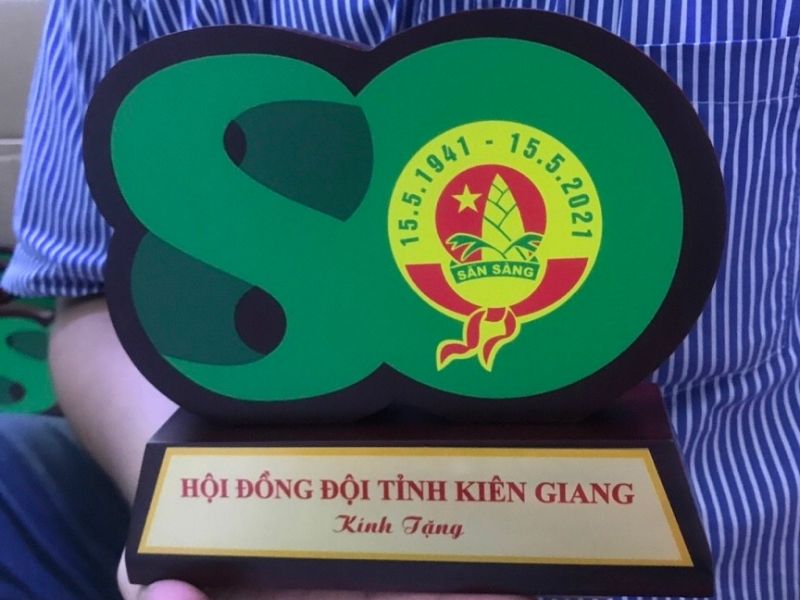 80
15.5.1941 - 15.5.2021
SẴN SÀNG
HỘI ĐỒNG ĐỘI TỈNH KIÊN GIANG
Kính Tặng